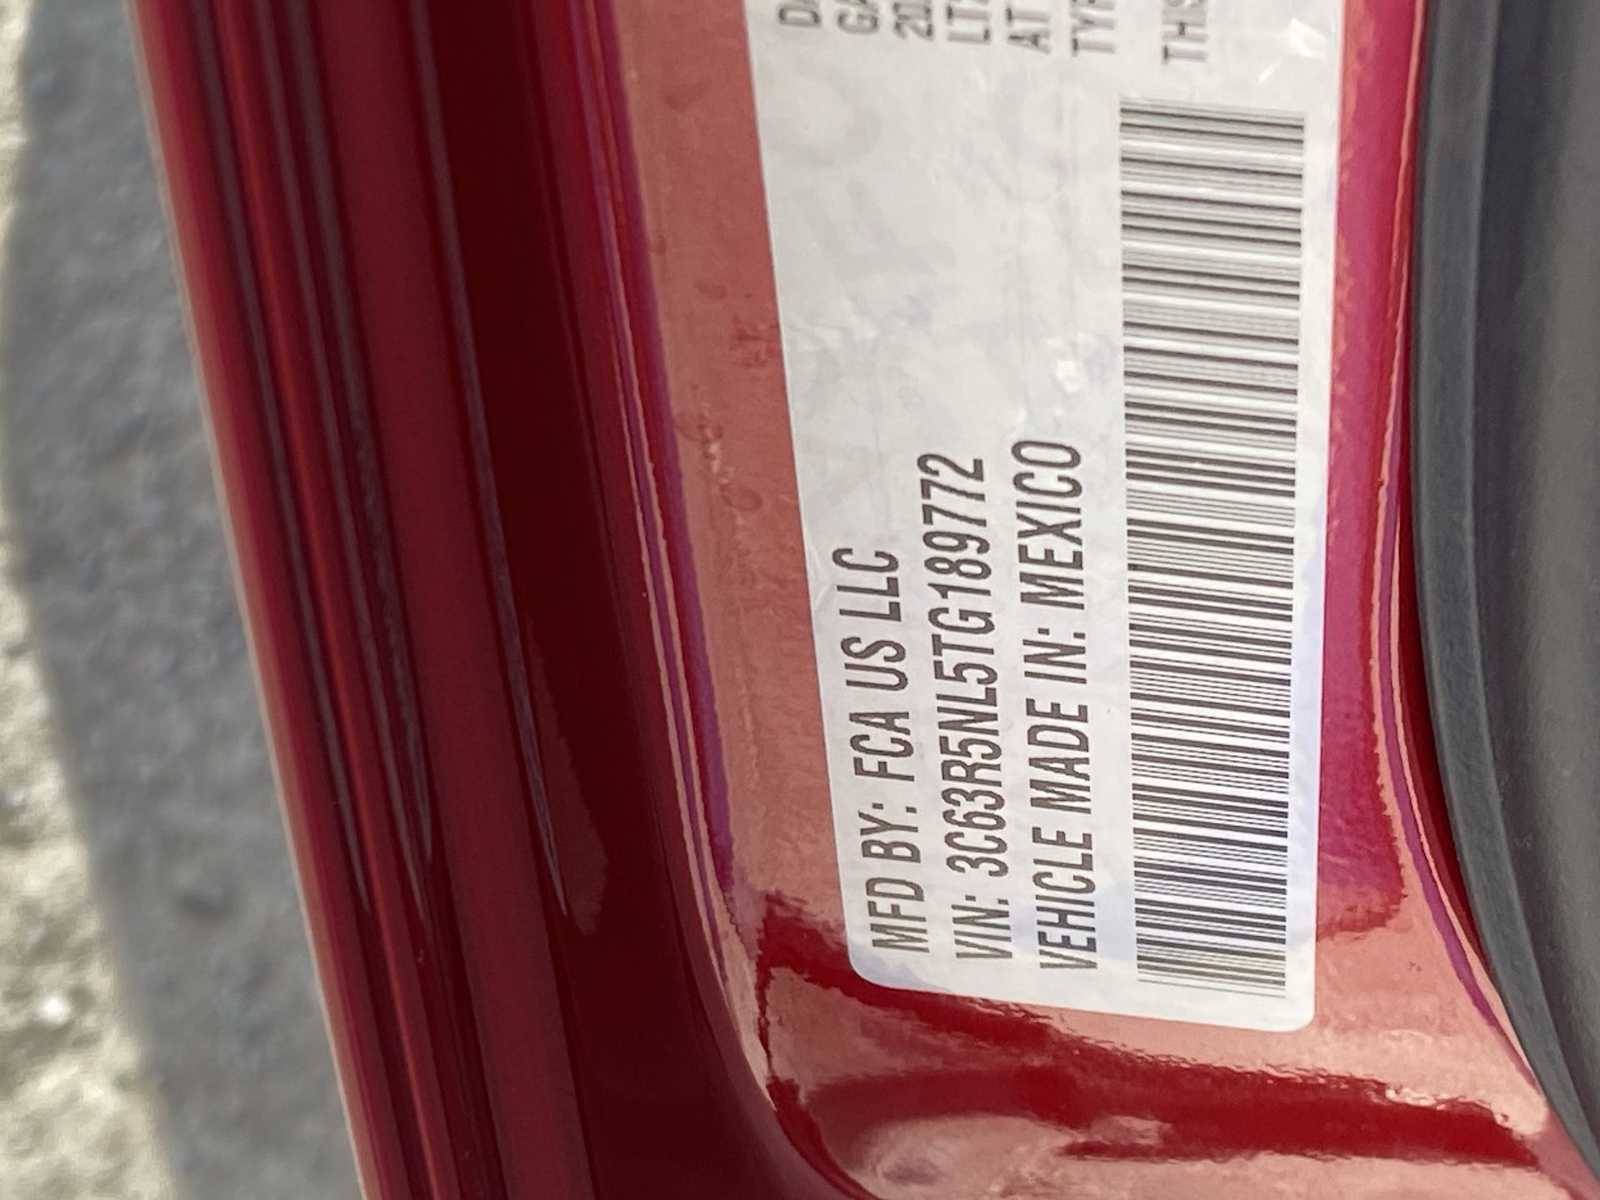 MFD BY: FCA US LLC
VIN: 3C63R5NL5TG189772
VEHICLE MADE IN: MEXICO